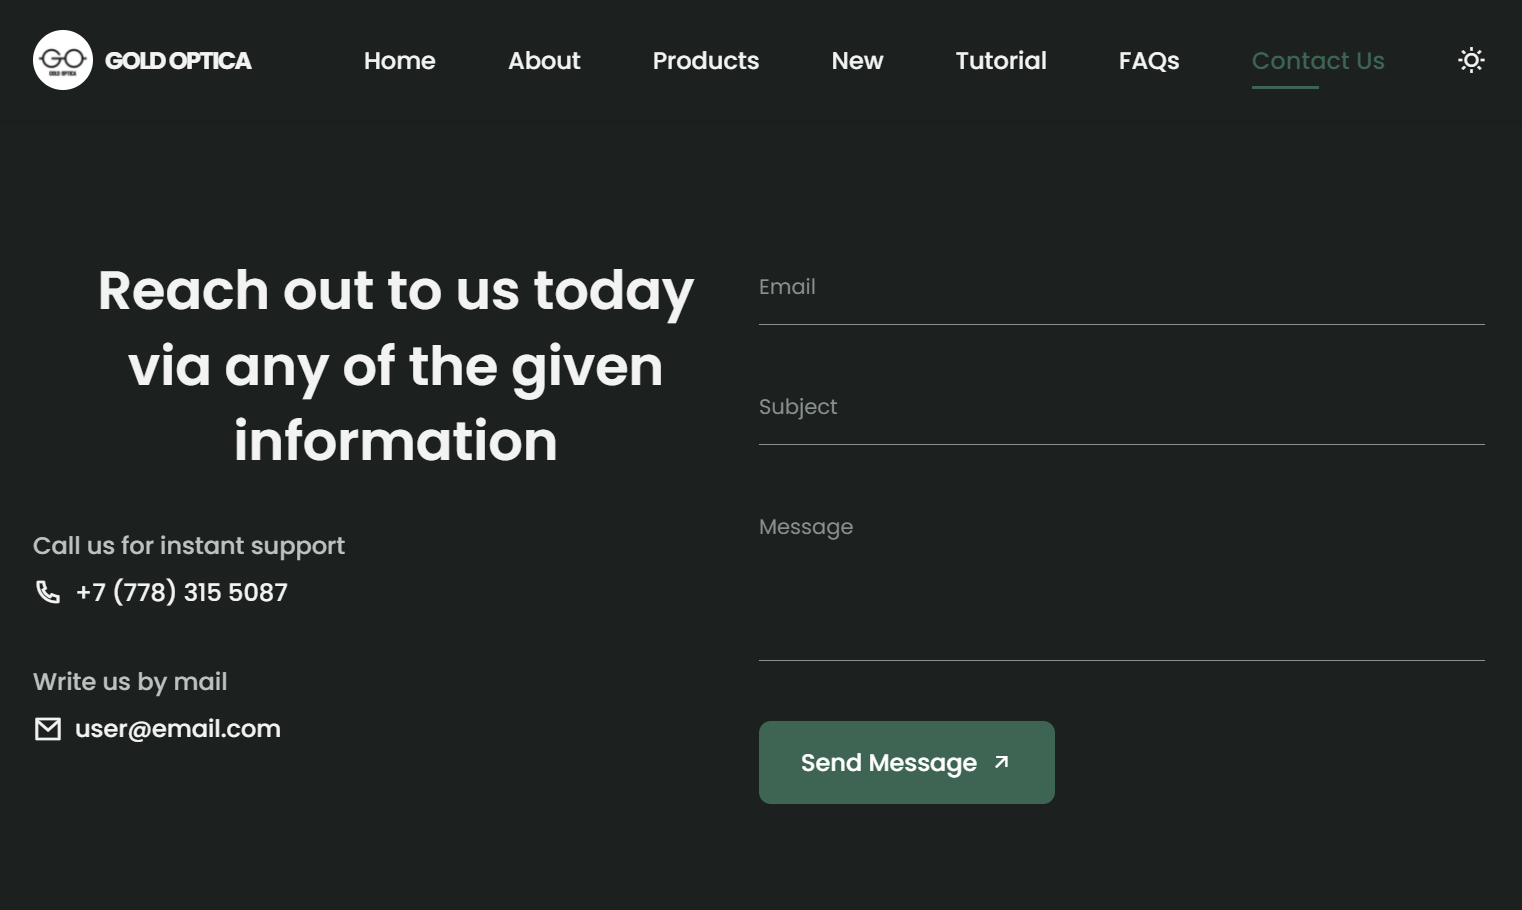 GO
GOLD OPTICA
GOLD OPTICA
Home
About
Products
New
Tutorial
FAQs
Contact Us
Reach out to us today
via any of the given
information
Call us for instant support
+7 (778) 315 5087
Write us by mail
user@email.com
Email
Subject
Message
Send Message